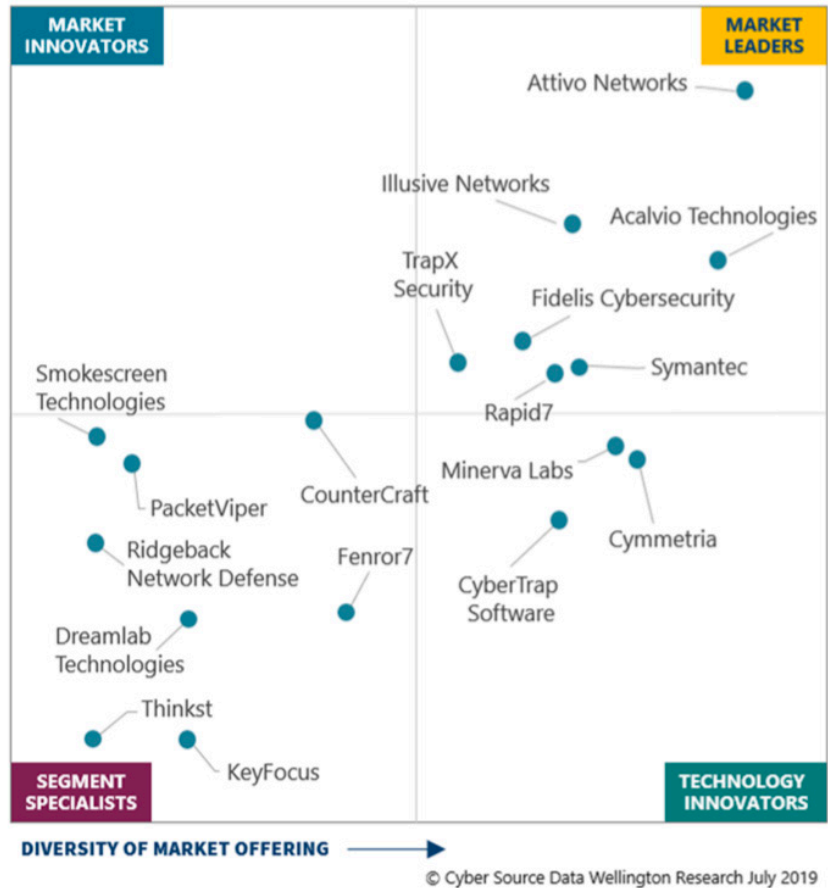 MARKET
INNOVATORS
MARKET
LEADERS
Attivo Networks
Illusive Networks
Acalvio Technologies
TrapX
Security
Fidelis Cybersecurity
Symantec
Rapid7
Smokescreen
Technologies
PacketViper
CounterCraft
Minerva Labs
Cymmetria
Ridgeback
Network Defense
Fenror7
CyberTrap
Software
Dreamlab
Technologies
Thinkst
KeyFocus
SEGMENT
SPECIALISTS
TECHNOLOGY
INNOVATORS
DIVERSITY OF MARKET OFFERING
© Cyber Source Data Wellington Research July 2019